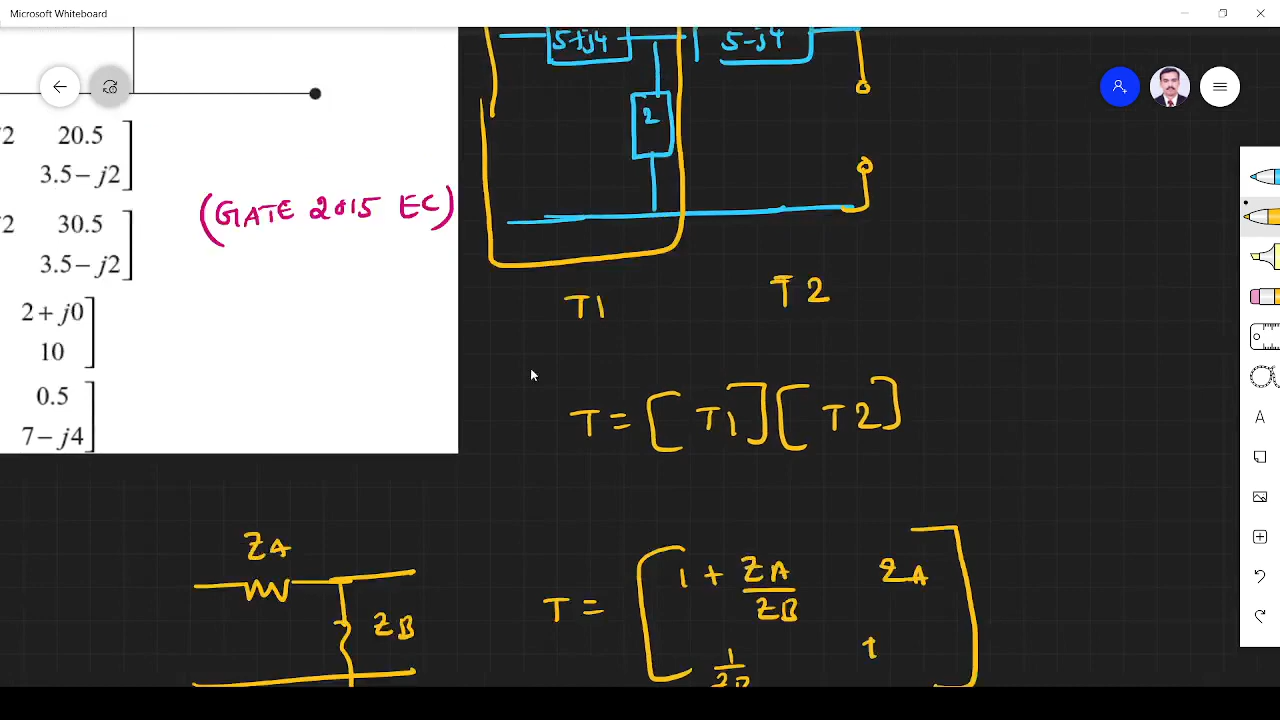 Microsoft Whiteboard
5+j4
5-j4
2
T1
T2
20.5
3.5 – j2
30.5
3.5 – j2
2 + j0
10
0.5
7 – j4
(GATE 2015 EC)
T = [T1] [T2]
ZA
ZB
T =
1 + ZA/ZB ZA
1/ZB 1
A